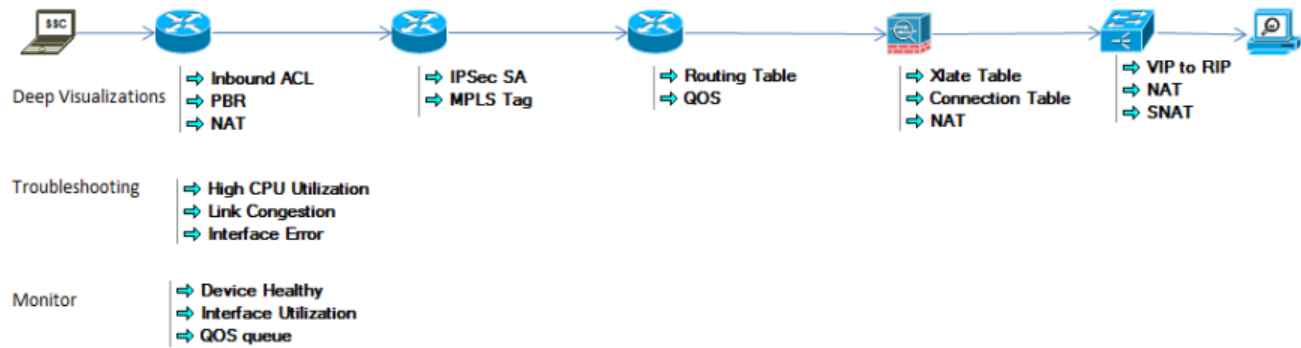 SSC
Deep Visualizations
Inbound ACL
PBR
NAT
IPSec SA
MPLS Tag
Routing Table
QOS
Xlate Table
Connection Table
NAT
VIP to RIP
NAT
SNAT
Troubleshooting
High CPU Utilization
Link Congestion
Interface Error
Monitor
Device Healthy
Interface Utilization
QOS queue